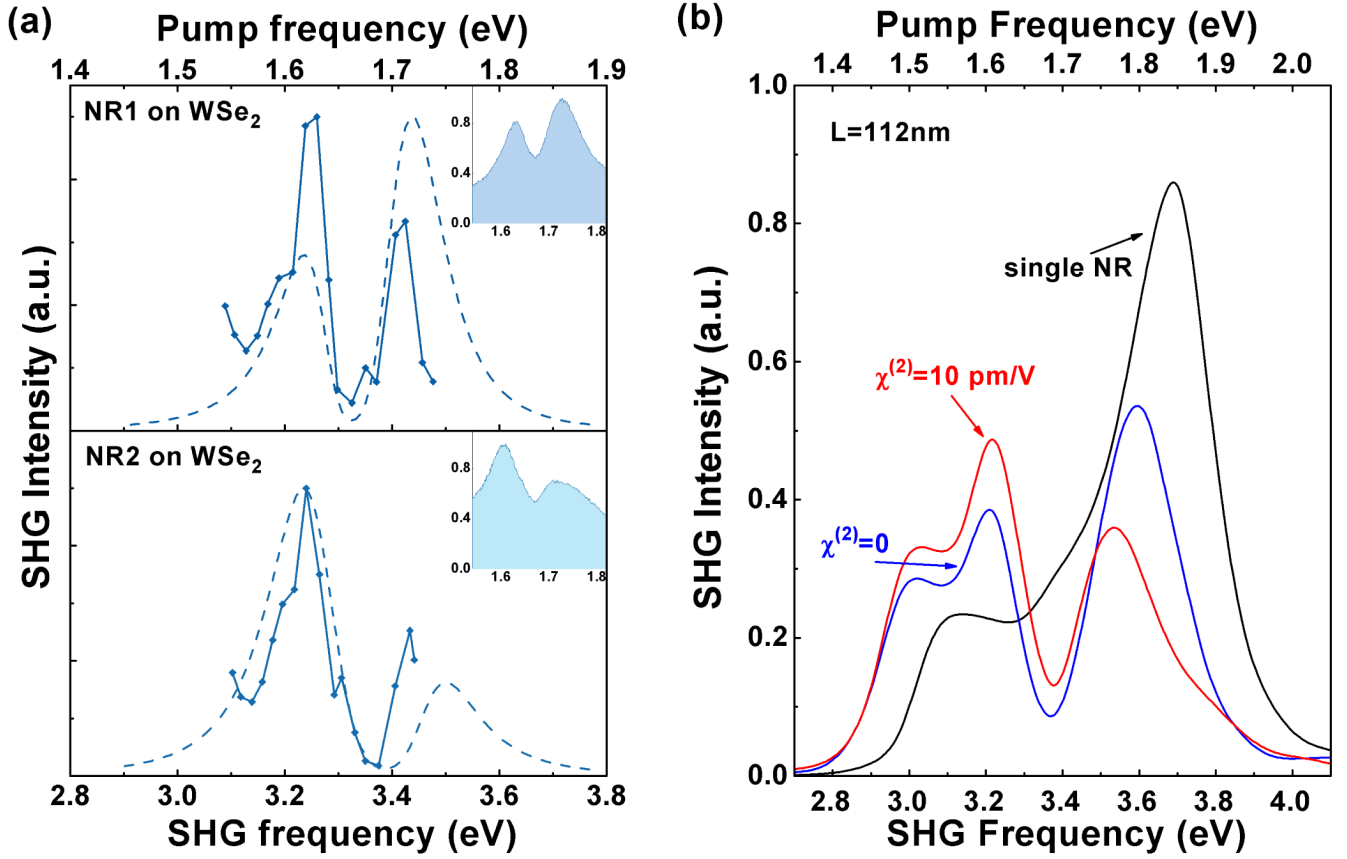 (a)
Pump frequency (eV)
1.4 1.5 1.6 1.7 1.8 1.9
NR1 on WSe₂
0.8
0.4
0.0
1.6 1.7 1.8
NR2 on WSe₂
0.8
0.4
0.0
1.6 1.7 1.8
SHG Intensity (a.u.)
2.8 3.0 3.2 3.4 3.6 3.8
SHG frequency (eV)
(b)
Pump Frequency (eV)
1.4 1.5 1.6 1.7 1.8 1.9 2.0
1.0
0.8
0.6
0.4
0.2
0.0
L=112nm
single NR
χ⁽²⁾=10 pm/V
χ⁽²⁾=0
SHG Intensity (a.u.)
2.8 3.0 3.2 3.4 3.6 3.8 4.0
SHG Frequency (eV)